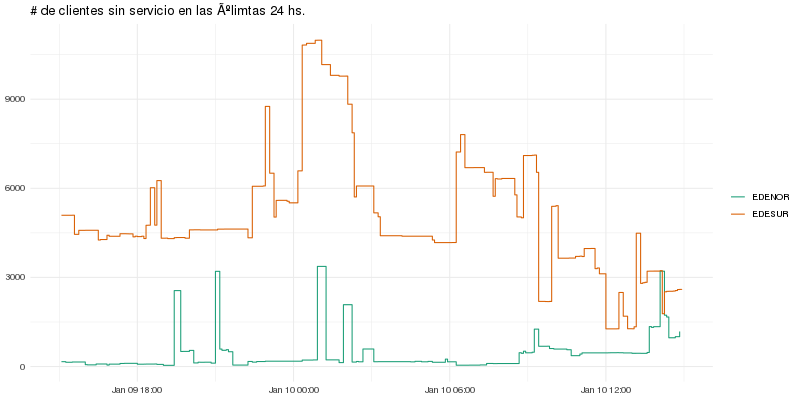 # de clientes sin servicio en las Ãºlimtas 24 hs.
9000
6000
3000
0
Jan 09 18:00
Jan 10 00:00
Jan 10 06:00
Jan 10 12:00
EDENOR
EDESUR